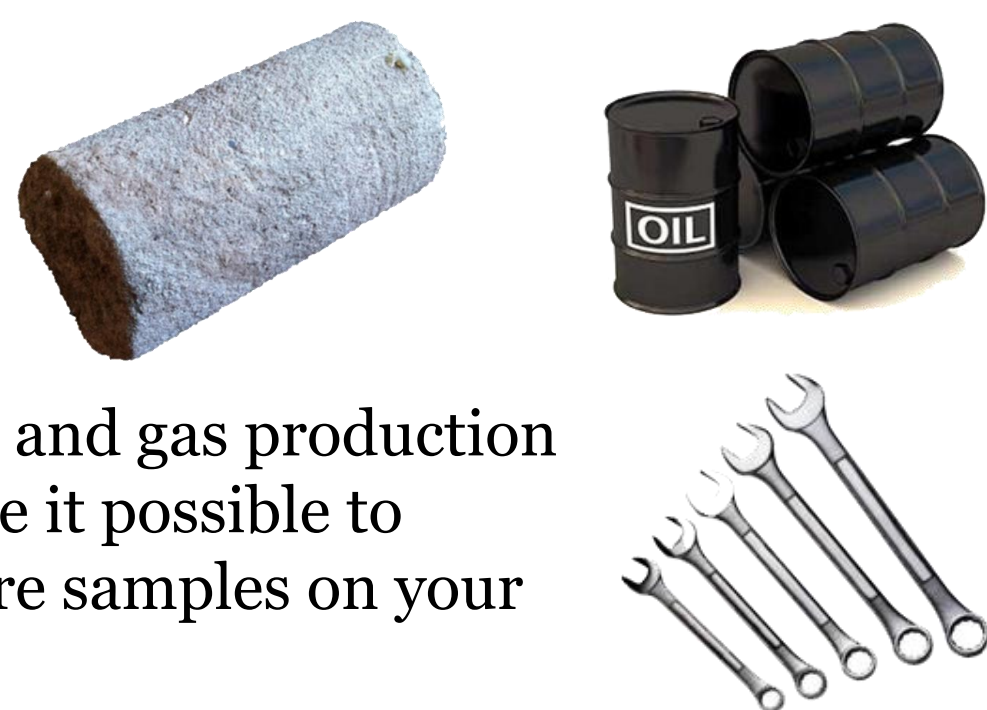 OIL
and gas production
e it possible to
re samples on your